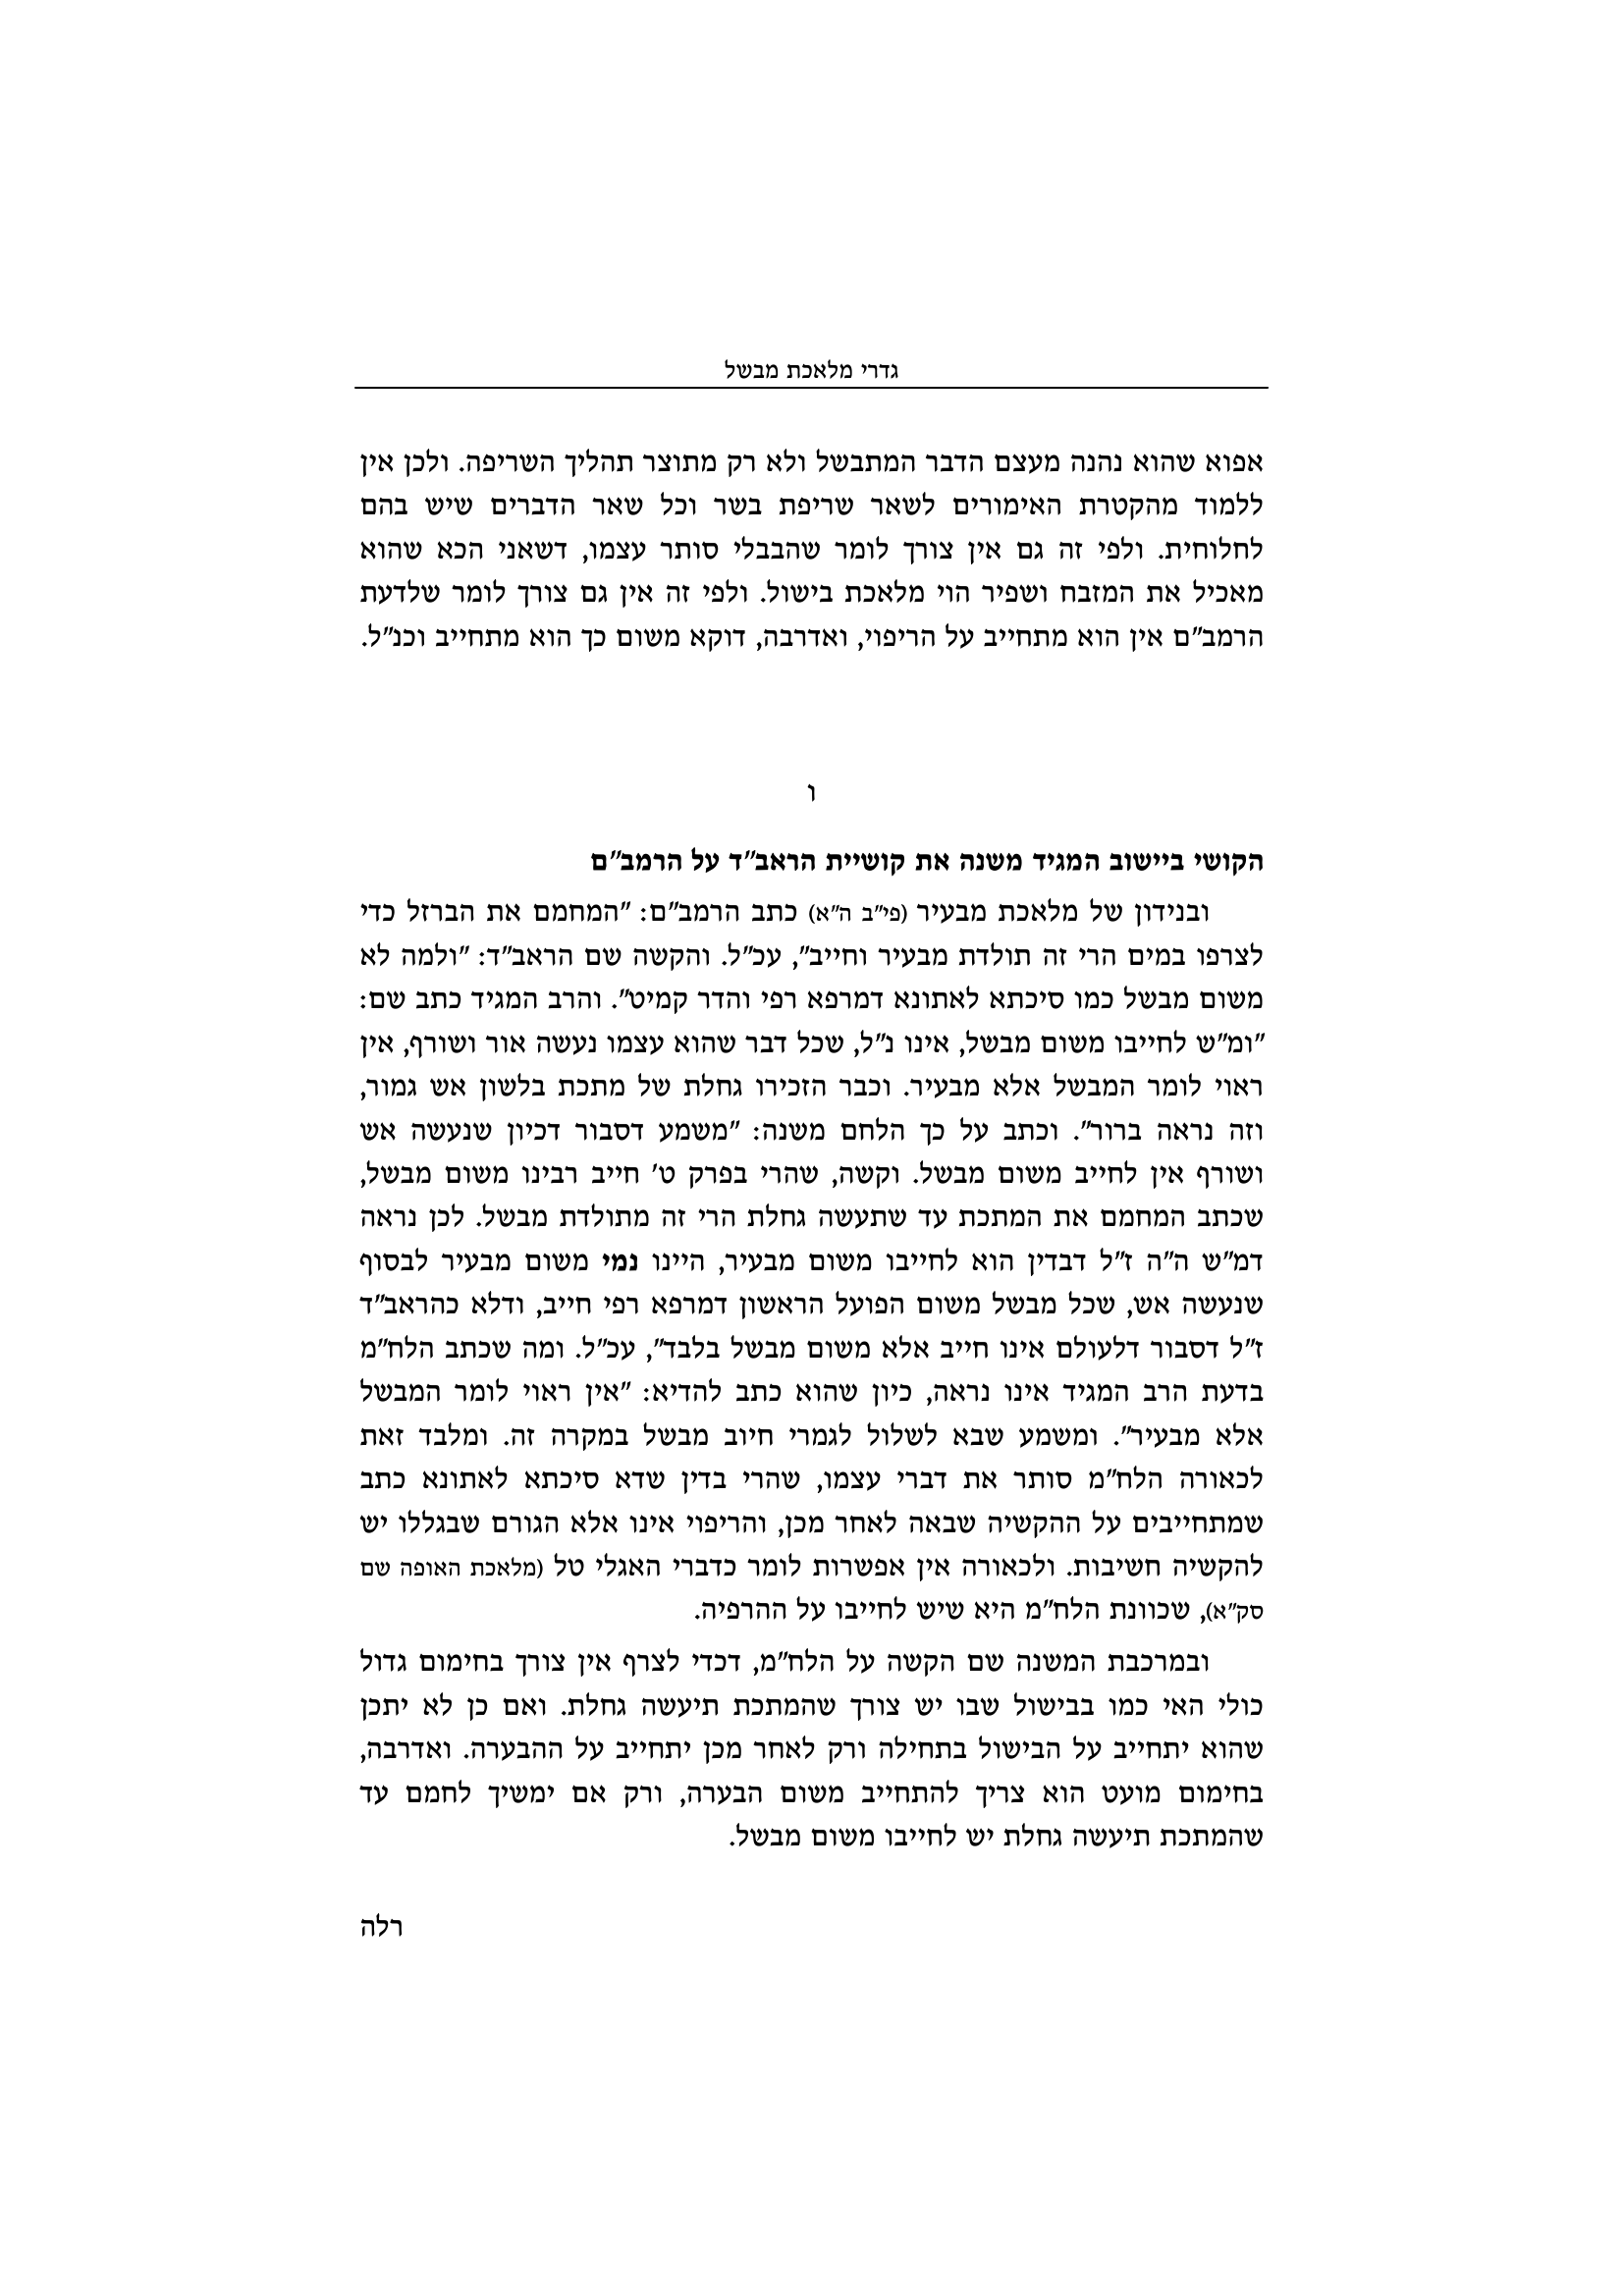 גדרי מלאכת מבשל
אפוא שהוא נהנה מעצם הדבר המתבשל ולא רק מתוצר תהליך השריפה. ולכן אין
ללמוד מהקטרת האימורים לשאר שריפת בשר וכל שאר הדברים שיש בהם
לחלוחית. ולפי זה גם אין צורך לומר שהבבלי סותר עצמו, דשאני הכא שהוא
מאכיל את המזבח ושפיר הוי מלאכת בישול. ולפי זה אין גם צורך לומר שלדעת
הרמב"ם אין הוא מתחייב על הריפוי, ואדרבה, דוקא משום כך הוא מתחייב וכנ"ל.
ו
הקושי ביישוב המגיד משנה את קושיית הראב"ד על הרמב"ם
ובנידון של מלאכת מבעיר (פי"ב ה"א) כתב הרמב"ם: "המחמם את הברזל כדי
לצרפו במים הרי זה תולדת מבעיר וחייב", עכ"ל. והקשה שם הראב"ד: "ולמה לא
משום מבשל כמו סיכתא לאתונא דמרפא רפי והדר קמיט". והרב המגיד כתב שם:
"ומ"ש לחייבו משום מבשל, אינו נ"ל, שכל דבר שהוא עצמו נעשה אור ושורף, אין
ראוי לומר המבשל אלא מבעיר. וכבר הזכירו גחלת של מתכת בלשון אש גמור,
וזה נראה ברור". וכתב על כך הלחם משנה: "משמע דסבור דכיון שנעשה אש
ושורף אין לחייב משום מבשל. וקשה, שהרי בפרק ט' חייב רבינו משום מבשל,
שכתב המחמם את המתכת עד שתעשה גחלת הרי זה מתולדת מבשל. לכן נראה
דמ"ש ה"ה ז"ל דבדין הוא לחייבו משום מבעיר, היינו נמי משום מבעיר לבסוף
שנעשה אש, שכל מבשל משום הפועל הראשון דמרפא רפי חייב, ודלא כהראב"ד
ז"ל דסבור דלעולם אינו חייב אלא משום מבשל בלבד", עכ"ל. ומה שכתב הלח"מ
בדעת הרב המגיד אינו נראה, כיון שהוא כתב להדיא: "אין ראוי לומר המבשל
אלא מבעיר". ומשמע שבא לשלול לגמרי חיוב מבשל במקרה זה. ומלבד זאת
לכאורה הלח"מ סותר את דברי עצמו, שהרי בדין שדא סיכתא לאתונא כתב
שמתחייבים על ההקשיה שבאה לאחר מכן, והריפוי אינו אלא הגורם שבגללו יש
להקשיה חשיבות. ולכאורה אין אפשרות לומר כדברי האגלי טל (מלאכת האופה שם
סק"א), שכוונת הלח"מ היא שיש לחייבו על ההרפיה.
ובמרכבת המשנה שם הקשה על הלח"מ, דכדי לצרף אין צורך בחימום גדול
כולי האי כמו בבישול שבו יש צורך שהמתכת תיעשה גחלת. ואם כן לא יתכן
שהוא יתחייב על הבישול בתחילה ורק לאחר מכן יתחייב על ההבערה. ואדרבה,
בחימום מועט הוא צריך להתחייב משום הבערה, ורק אם ימשיך לחמם עד
שהמתכת תיעשה גחלת יש לחייבו משום מבשל.
רלה